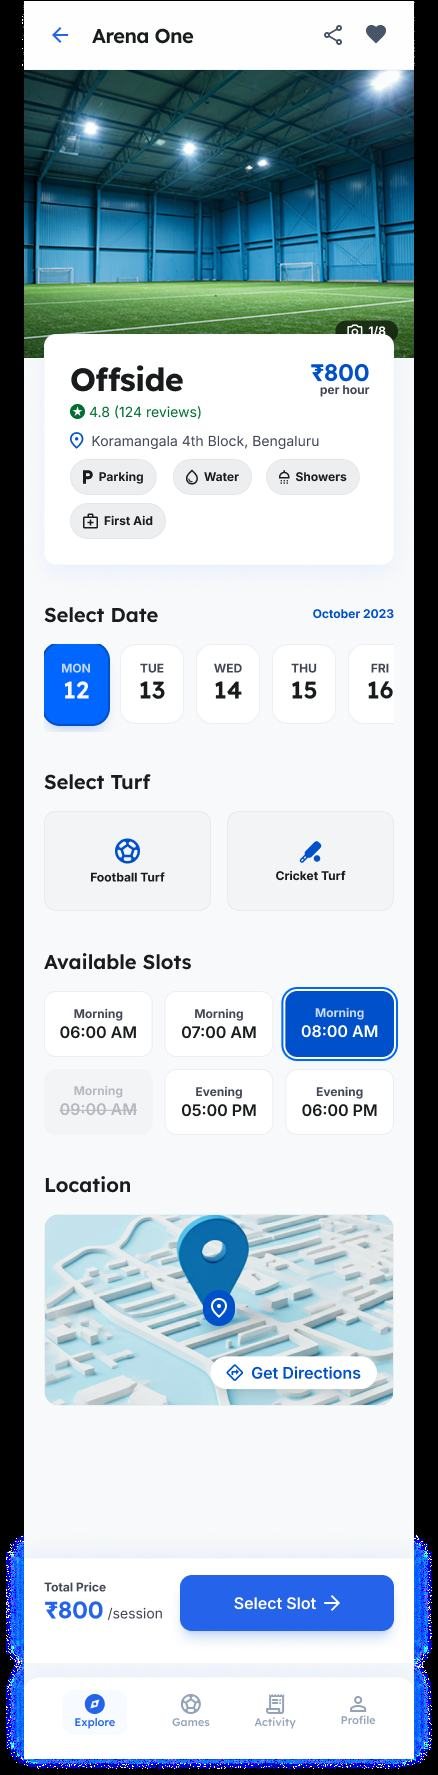 Arena One
1/8
Offside
₹800
per hour
4.8 (124 reviews)
Koramangala 4th Block, Bengaluru
Parking
Water
Showers
First Aid
Select Date
October 2023
MON
TUE
WED
THU
FRI
12
13
14
15
16
Select Turf
Football Turf
Cricket Turf
Available Slots
Morning
Morning
Morning
06:00 AM
07:00 AM
08:00 AM
Morning
Evening
Evening
09:00 AM
05:00 PM
06:00 PM
Location
Get Directions
Total Price
₹800 /session
Select Slot
Explore
Games
Activity
Profile